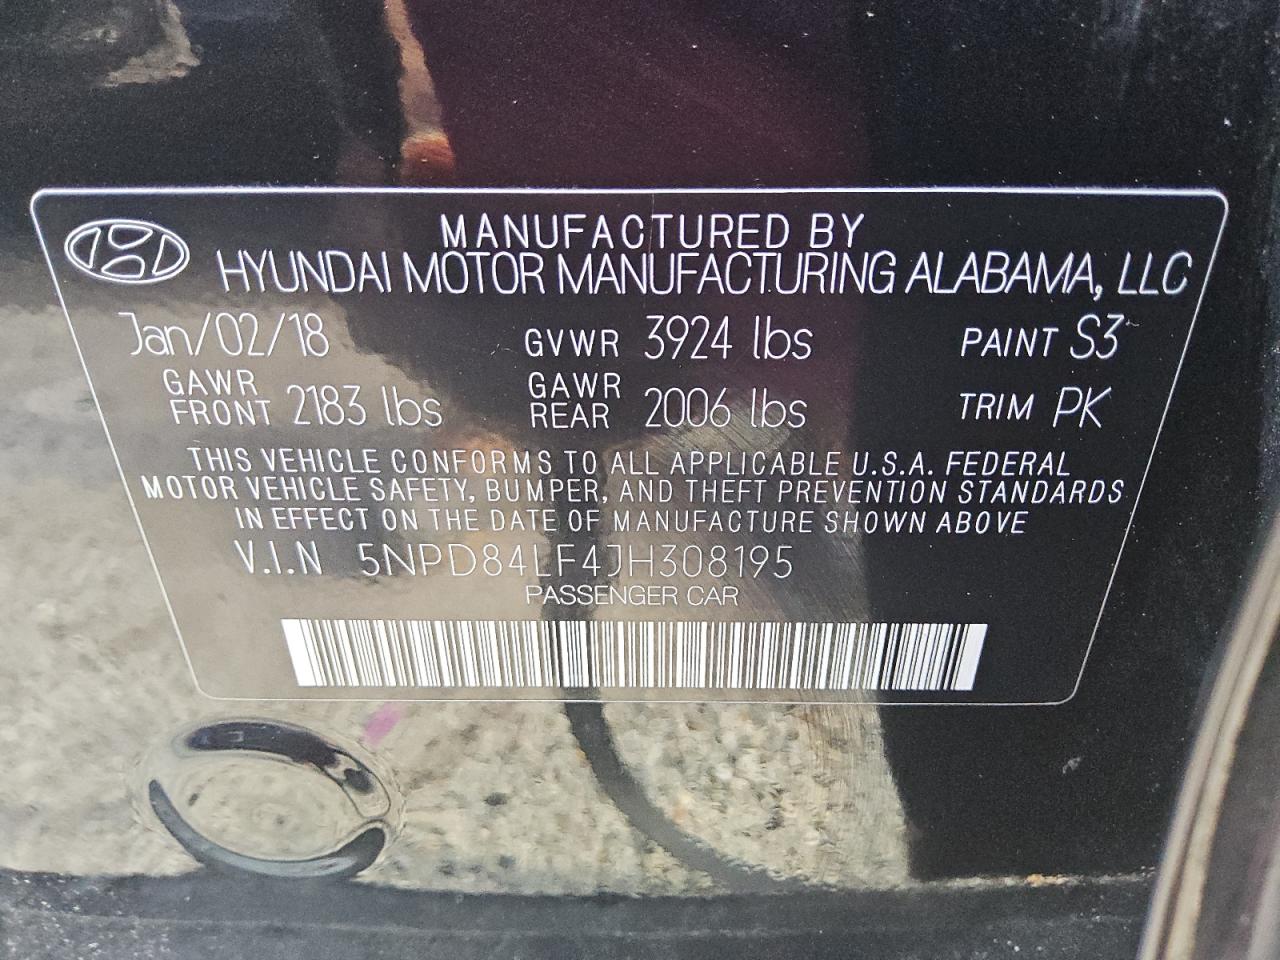 MANUFACTURED BY
HYUNDAI MOTOR MANUFACTURING ALABAMA, LLC
Jan/02/18 GVWR 3924 lbs PAINT S3
GAWR FRONT 2183 lbs GAWR REAR 2006 lbs TRIM PK
THIS VEHICLE CONFORMS TO ALL APPLICABLE U.S.A. FEDERAL
MOTOR VEHICLE SAFETY, BUMPER, AND THEFT PREVENTION STANDARDS
IN EFFECT ON THE DATE OF MANUFACTURE SHOWN ABOVE
V.I.N 5NPD84LF4JH308195
PASSENGER CAR